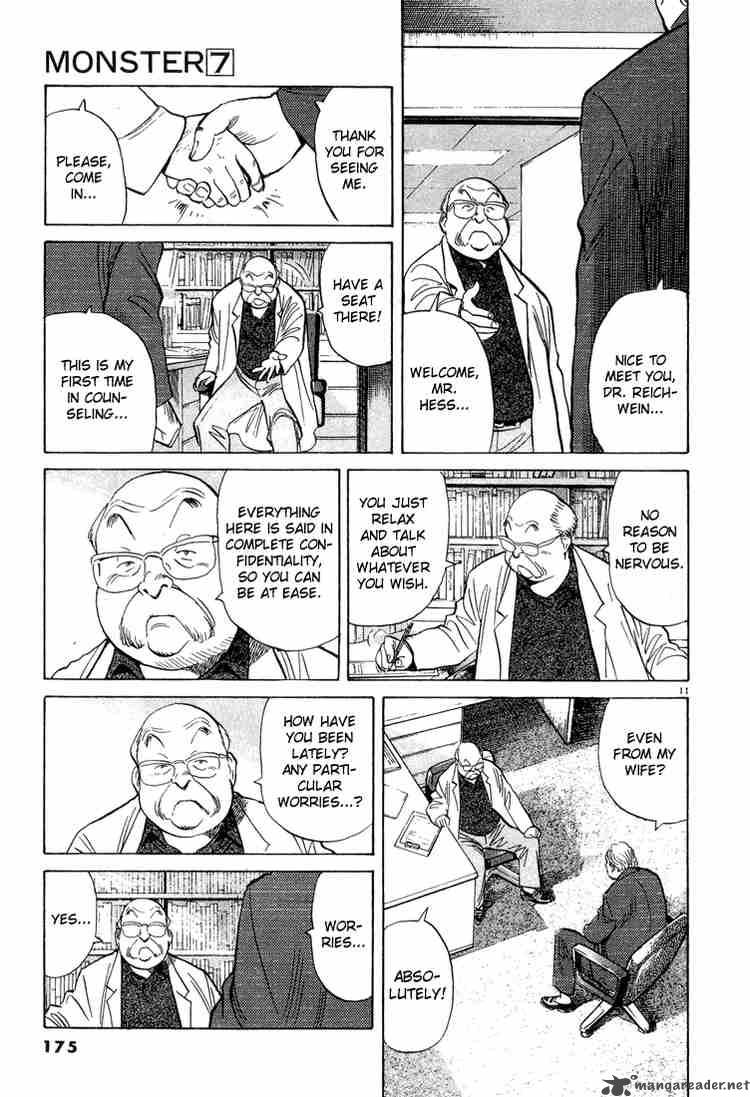 MONSTER 7
NICE TO
MEET YOU,
DR. REICH-
WEIN...
WELCOME,
MR.
HESS...
THANK
YOU FOR
SEEING
ME.
PLEASE,
COME
IN...
HAVE A
SEAT
THERE!
THIS IS MY
FIRST TIME
IN COUN-
SELING...
NO
REASON
TO BE
NERVOUS.
YOU JUST
RELAX
AND TALK
ABOUT
WHATEVER
YOU WISH.
EVERYTHING
HERE IS SAID IN
COMPLETE CON-
FIDENTIALITY,
SO YOU CAN
BE AT EASE.
11
EVEN
FROM MY
WIFE?
ABSO-
LUTELY!
HOW HAVE
YOU BEEN
LATELY?
ANY PARTI-
CULAR
WORRIES...?
WOR-
RIES...
YES...
175
mangareader.net